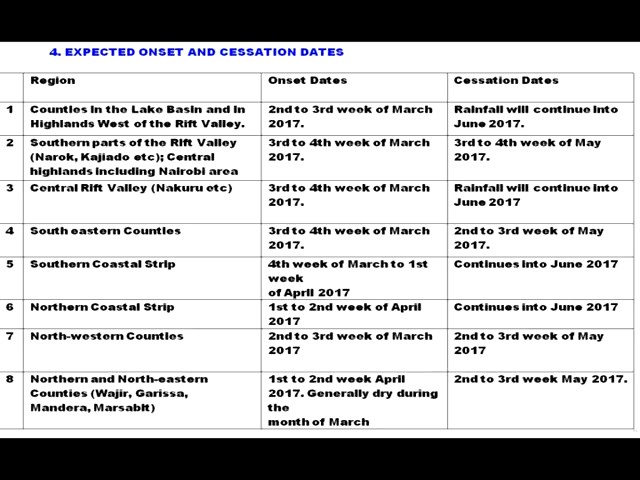 4. EXPECTED ONSET AND CESSATION DATES
Region Onset Dates Cessation Dates
1 Counties in the Lake Basin and in Highlands West of the Rift Valley. 2nd to 3rd week of March 2017. Rainfall will continue into June 2017.
2 Southern parts of the Rift Valley (Narok, Kajiado etc); Central highlands including Nairobi area 3rd to 4th week of March 2017. 3rd to 4th week of May 2017.
3 Central Rift Valley (Nakuru etc) 3rd to 4th week of March 2017. Rainfall will continue into June 2017
4 South eastern Counties 3rd to 4th week of March 2017. 2nd to 3rd week of May 2017.
5 Southern Coastal Strip 4th week of March to 1st week of April 2017 Continues into June 2017
6 Northern Coastal Strip 1st to 2nd week of April 2017 Continues into June 2017
7 North-western Counties 2nd to 3rd week of March 2017 2nd to 3rd week of May 2017
8 Northern and North-eastern Counties (Wajir, Garissa, Mandera, Marsabit) 1st to 2nd week April 2017. Generally dry during the month of March 2nd to 3rd week May 2017.